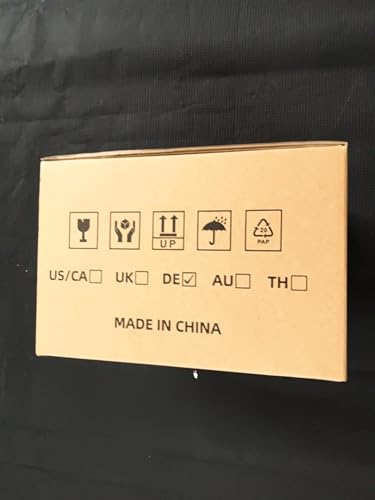 UP
20
PAP
US/CA☐ UK☐ DE☑ AU☐ TH☐
MADE IN CHINA